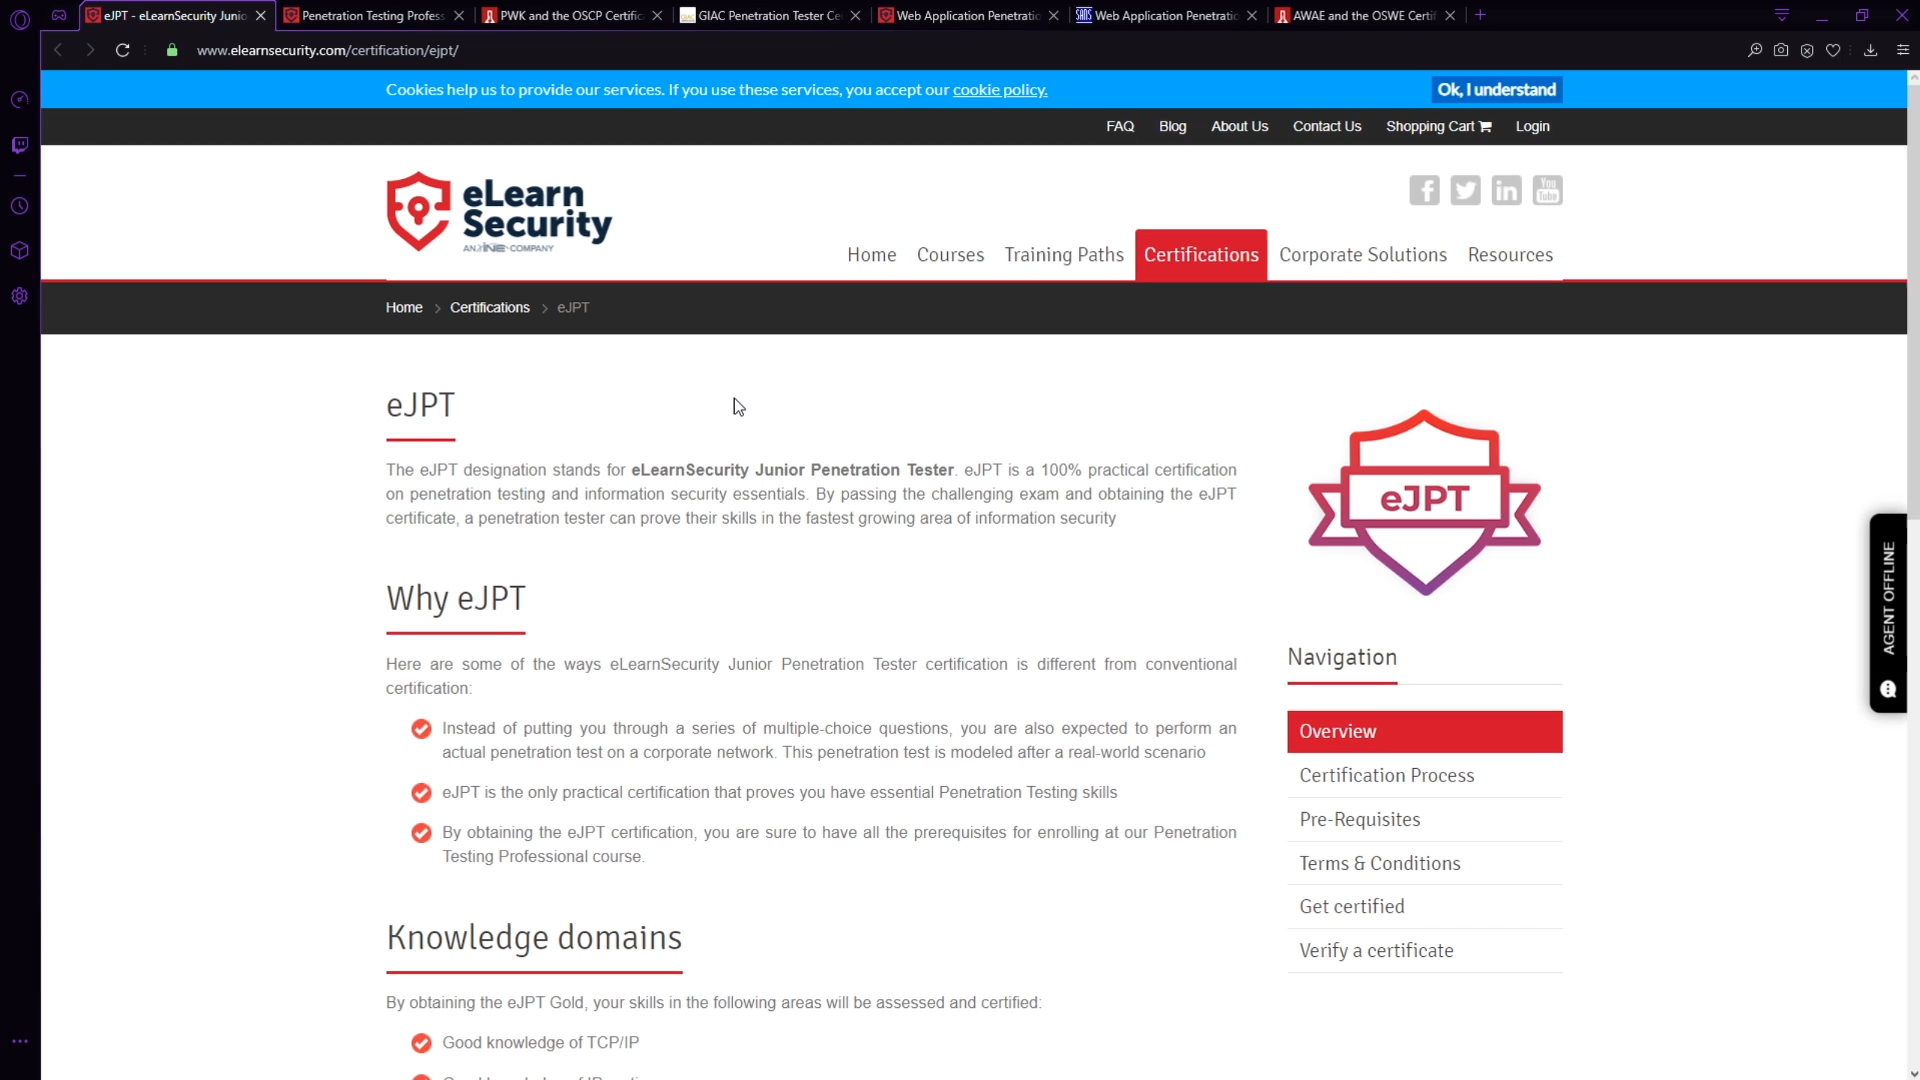 eJPT - eLearnSecurity Junio
Penetration Testing Profess
PWK and the OSCP Certific
GIAC Penetration Tester Ce
Web Application Penetratio
SANS
Web Application Penetratio
AWAE and the OSWE Certif
www.elearnsecurity.com/certification/ejpt/
Cookies help us to provide our services. If you use these services, you accept our cookie policy.
Ok, I understand
FAQ Blog About Us Contact Us Shopping Cart Login
eLearn
Security
AN INE COMPANY
You
Tube
Home Courses Training Paths Certifications Corporate Solutions Resources
Home > Certifications > eJPT
eJPT
The eJPT designation stands for eLearnSecurity Junior Penetration Tester. eJPT is a 100% practical certification
on penetration testing and information security essentials. By passing the challenging exam and obtaining the eJPT
certificate, a penetration tester can prove their skills in the fastest growing area of information security
eJPT
Why eJPT
Here are some of the ways eLearnSecurity Junior Penetration Tester certification is different from conventional
certification:
Instead of putting you through a series of multiple-choice questions, you are also expected to perform an
actual penetration test on a corporate network. This penetration test is modeled after a real-world scenario
eJPT is the only practical certification that proves you have essential Penetration Testing skills
By obtaining the eJPT certification, you are sure to have all the prerequisites for enrolling at our Penetration
Testing Professional course.
Knowledge domains
By obtaining the eJPT Gold, your skills in the following areas will be assessed and certified:
Good knowledge of TCP/IP
Navigation
Overview
Certification Process
Pre-Requisites
Terms & Conditions
Get certified
Verify a certificate
AGENT OFFLINE